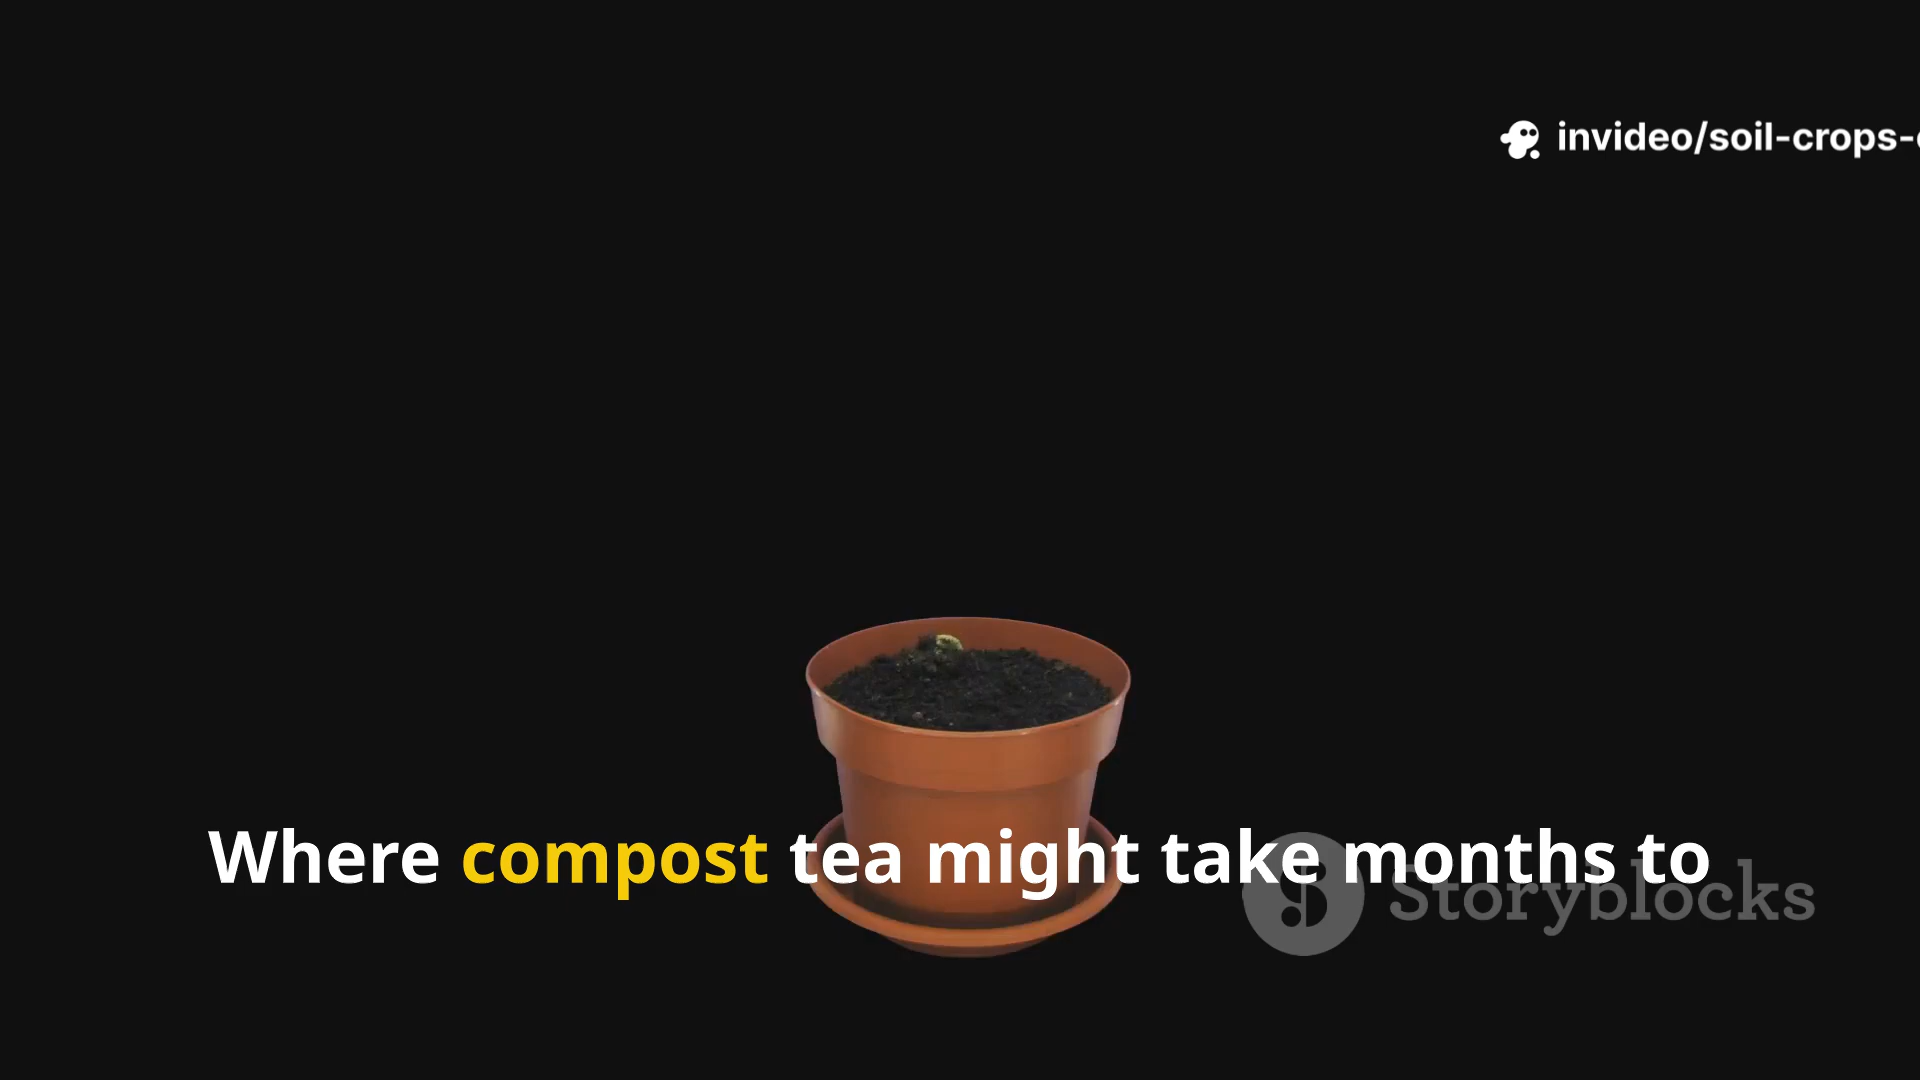 invideo/soil-crops-
Where compost tea might take months to
Storyblocks